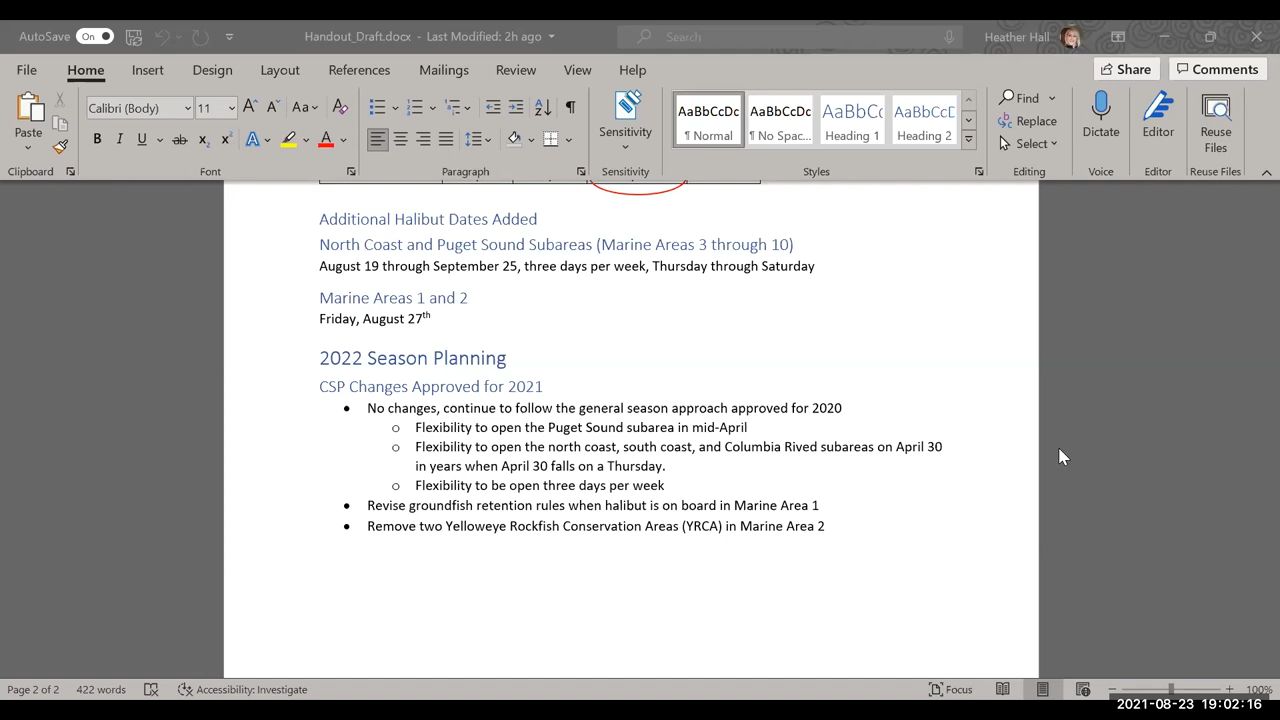 AutoSave On Handout_Draft.docx - Last Modified: 2h ago Search Heather Hall
File Home Insert Design Layout References Mailings Review View Help Share Comments
Paste Calibri (Body) 11 Aa Sensitivity AaBbCcDc ¶ Normal AaBbCcDc ¶ No Spac... AaBbCc Heading 1 AaBbCcE Heading 2 Find Replace Select Dictate Editor Reuse Files
Clipboard Font Paragraph Sensitivity Styles Editing Voice Editor Reuse Files
Additional Halibut Dates Added
North Coast and Puget Sound Subareas (Marine Areas 3 through 10)
August 19 through September 25, three days per week, Thursday through Saturday
Marine Areas 1 and 2
Friday, August 27th
2022 Season Planning
CSP Changes Approved for 2021
• No changes, continue to follow the general season approach approved for 2020
o Flexibility to open the Puget Sound subarea in mid-April
o Flexibility to open the north coast, south coast, and Columbia Rived subareas on April 30
in years when April 30 falls on a Thursday.
o Flexibility to be open three days per week
• Revise groundfish retention rules when halibut is on board in Marine Area 1
• Remove two Yelloweye Rockfish Conservation Areas (YRCA) in Marine Area 2
Page 2 of 2 422 words Accessibility: Investigate Focus 100%
2021-08-23 19:02:16